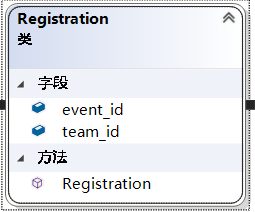 Registration
类
字段
event_id
team_id
方法
Registration